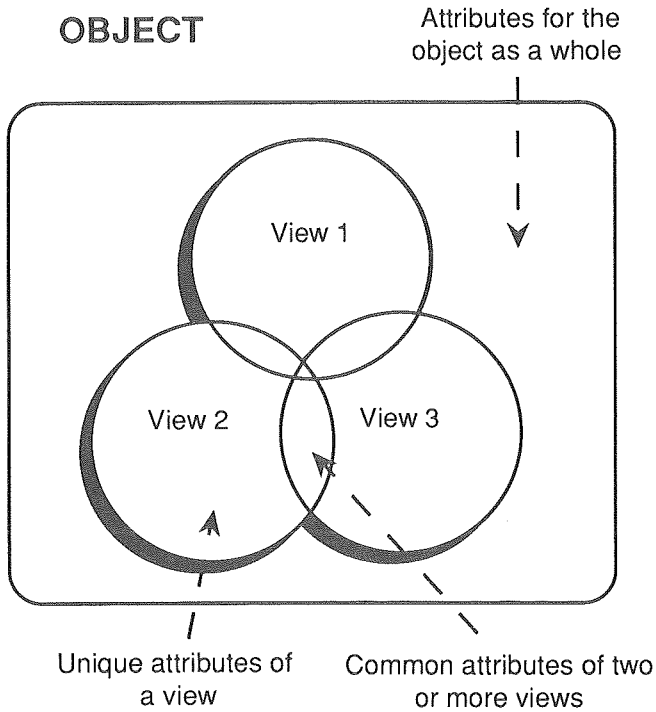 OBJECT
Attributes for the
object as a whole
View 1
View 2
View 3
Unique attributes of
a view
Common attributes of two
or more views